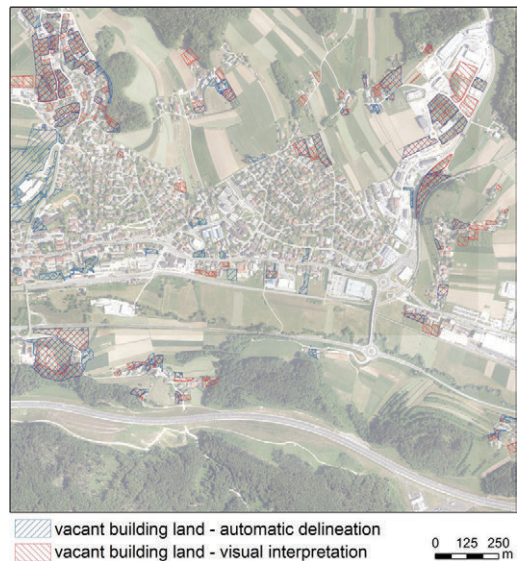 vacant building land - automatic delineation
vacant building land - visual interpretation
0 125 250
m